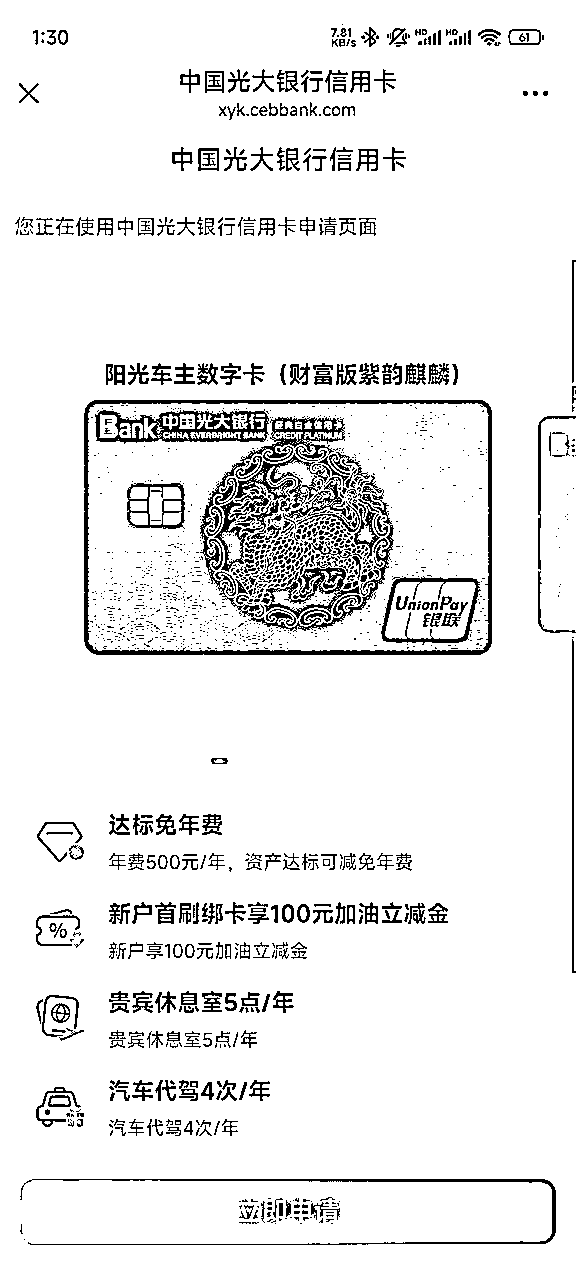 1:30
7.81 KB/s HD HD 61
中国光大银行信用卡
xyk.cebbank.com
中国光大银行信用卡
您正在使用中国光大银行信用卡申请页面
阳光车主数字卡（财富版紫韵麒麟）
Bank 中国光大银行
CHINA EVERBRIGHT BANK CREDIT PLATINUM
UnionPay
银联
达标免年费
年费500元/年，资产达标可减免年费
新户首刷绑卡享100元加油立减金
新户享100元加油立减金
贵宾休息室5点/年
贵宾休息室5点/年
%
汽车代驾4次/年
汽车代驾4次/年
立即申请